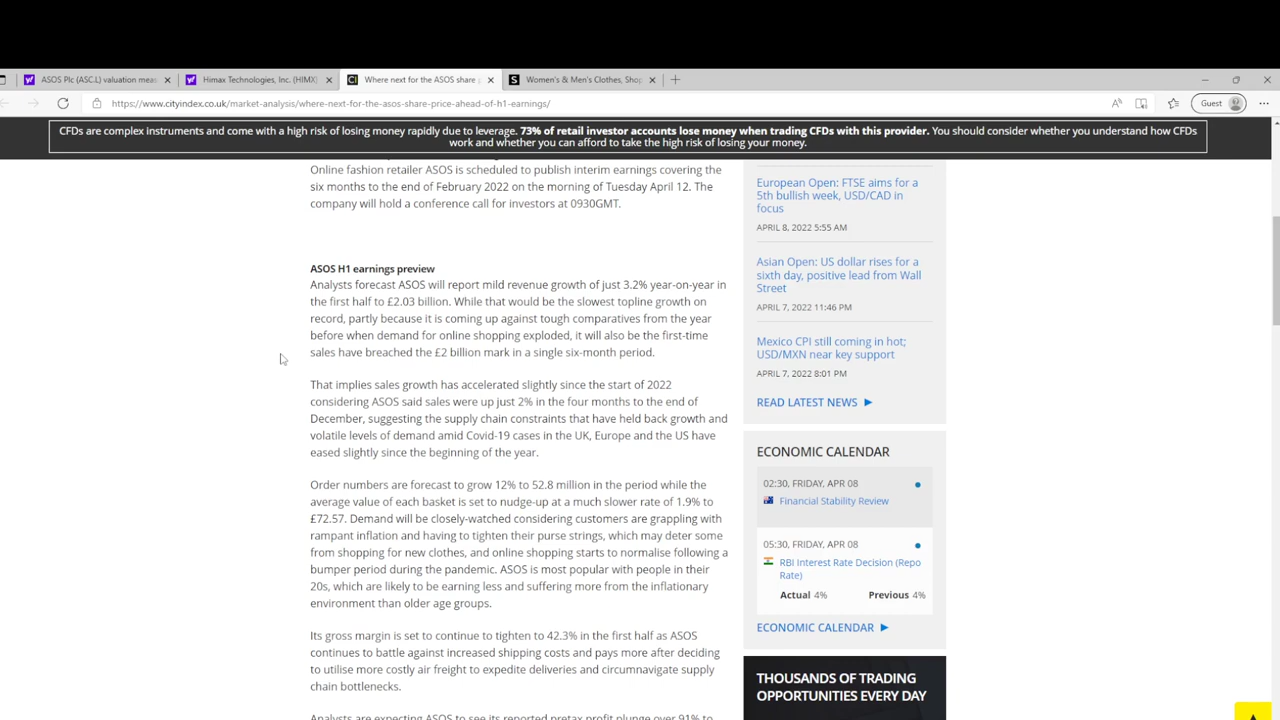 ASOS Plc (ASC.L) valuation meas
Himax Technologies, Inc. (HIMX)
Where next for the ASOS share p
Women's & Men's Clothes, Shop
https://www.cityindex.co.uk/market-analysis/where-next-for-the-asos-share-price-ahead-of-h1-earnings/
Guest
CFDs are complex instruments and come with a high risk of losing money rapidly due to leverage. 73% of retail investor accounts lose money when trading CFDs with this provider. You should consider whether you understand how CFDs
work and whether you can afford to take the high risk of losing your money.
Online fashion retailer ASOS is scheduled to publish interim earnings covering the
six months to the end of February 2022 on the morning of Tuesday April 12. The
company will hold a conference call for investors at 0930GMT.
ASOS H1 earnings preview
Analysts forecast ASOS will report mild revenue growth of just 3.2% year-on-year in
the first half to £2.03 billion. While that would be the slowest topline growth on
record, partly because it is coming up against tough comparatives from the year
before when demand for online shopping exploded, it will also be the first-time
sales have breached the £2 billion mark in a single six-month period.
That implies sales growth has accelerated slightly since the start of 2022
considering ASOS said sales were up just 2% in the four months to the end of
December, suggesting the supply chain constraints that have held back growth and
volatile levels of demand amid Covid-19 cases in the UK, Europe and the US have
eased slightly since the beginning of the year.
Order numbers are forecast to grow 12% to 52.8 million in the period while the
average value of each basket is set to nudge-up at a much slower rate of 1.9% to
£72.57. Demand will be closely-watched considering customers are grappling with
rampant inflation and having to tighten their purse strings, which may deter some
from shopping for new clothes, and online shopping starts to normalise following a
bumper period during the pandemic. ASOS is most popular with people in their
20s, which are likely to be earning less and suffering more from the inflationary
environment than older age groups.
Its gross margin is set to continue to tighten to 42.3% in the first half as ASOS
continues to battle against increased shipping costs and pays more after deciding
to utilise more costly air freight to expedite deliveries and circumnavigate supply
chain bottlenecks.
Analysts are expecting ASOS to see its reported pretax profit plunge over 91% to
European Open: FTSE aims for a
5th bullish week, USD/CAD in
focus
APRIL 8, 2022 5:55 AM
Asian Open: US dollar rises for a
sixth day, positive lead from Wall
Street
APRIL 7, 2022 11:46 PM
Mexico CPI still coming in hot;
USD/MXN near key support
APRIL 7, 2022 8:01 PM
READ LATEST NEWS
ECONOMIC CALENDAR
02:30, FRIDAY, APR 08
Financial Stability Review
05:30, FRIDAY, APR 08
RBI Interest Rate Decision (Repo
Rate)
Actual 4% Previous 4%
ECONOMIC CALENDAR
THOUSANDS OF TRADING
OPPORTUNITIES EVERY DAY